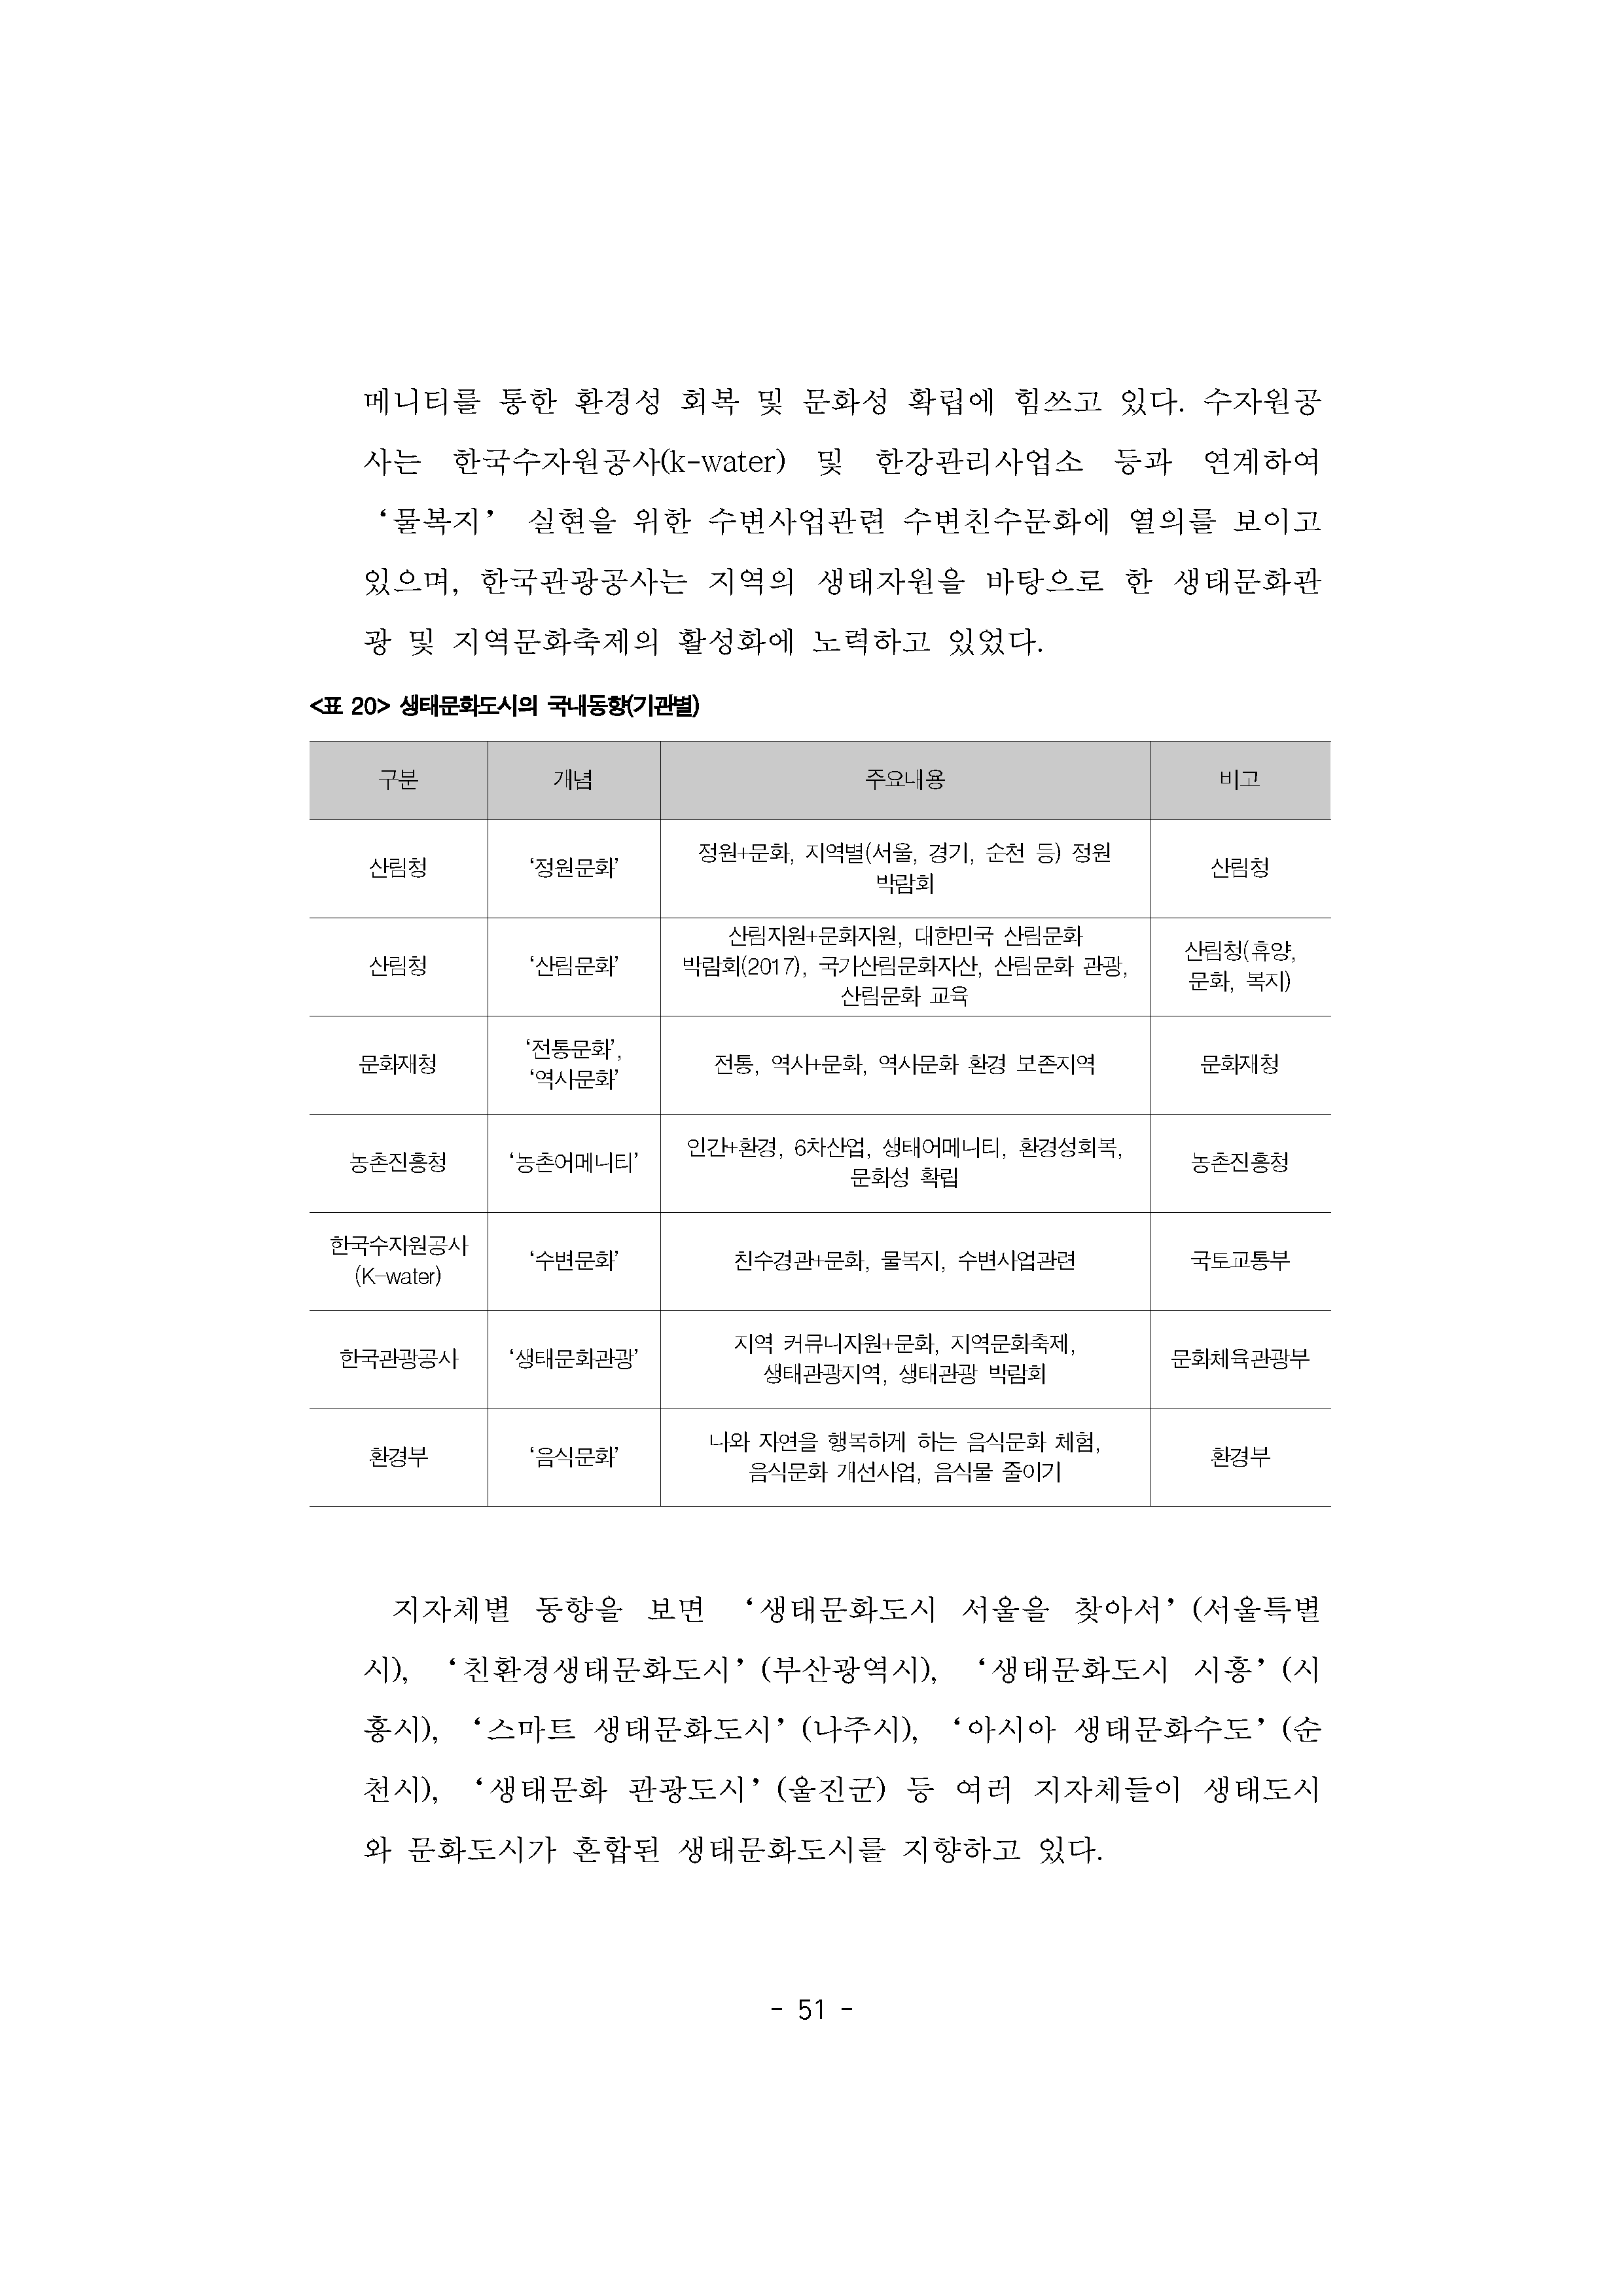 메니티를 통한 환경성 회복 및 문화성 확립에 힘쓰고 있다. 수자원공
사는 한국수자원공사(k-water) 및 한강관리사업소 등과 연계하여
‘물복지’ 실현을 위한 수변사업관련 수변친수문화에 열의를 보이고
있으며, 한국관광공사는 지역의 생태자원을 바탕으로 한 생태문화관
광 및 지역문화축제의 활성화에 노력하고 있었다.
<표 20> 생태문화도시의 국내동향(기관별)
구분 개념 주요내용 비고
산림청 ‘정원문화’ 정원+문화, 지역별(서울, 경기, 순천 등) 정원
박람회 산림청
산림청 ‘산림문화’ 산림자원+문화자원, 대한민국 산림문화
박람회(2017), 국가산림문화자산, 산림문화 관광,
산림문화 교육
산림청(휴양,
문화, 복지)
문화재청
‘전통문화’,
‘역사문화’
전통, 역사+문화, 역사문화 환경 보존지역 문화재청
농촌진흥청 ‘농촌어메니티’ 인간+환경, 6차산업, 생태어메니티, 환경성회복,
문화성 확립 농촌진흥청
한국수자원공사
(K-water)
‘수변문화’ 친수경관+문화, 물복지, 수변사업관련 국토교통부
한국관광공사 ‘생태문화관광’ 지역 커뮤니자원+문화, 지역문화축제,
생태관광지역, 생태관광 박람회 문화체육관광부
환경부 ‘음식문화’ 나와 자연을 행복하게 하는 음식문화 체험,
음식문화 개선사업, 음식물 줄이기 환경부
지자체별 동향을 보면 ‘생태문화도시 서울을 찾아서’(서울특별
시), ‘친환경생태문화도시’(부산광역시), ‘생태문화도시 시흥’(시
흥시), ‘스마트 생태문화도시’(나주시), ‘아시아 생태문화수도’(순
천시), ‘생태문화 관광도시’(울진군) 등 여러 지자체들이 생태도시
와 문화도시가 혼합된 생태문화도시를 지향하고 있다.
- 51 -